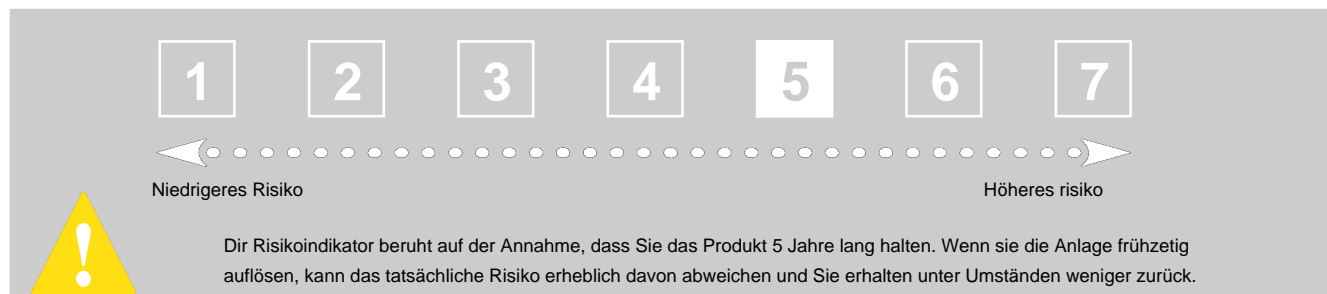 1 2 3 4 5 6 7
Niedrigeres Risiko Höheres risiko
!
Dir Risikoindikator beruht auf der Annahme, dass Sie das Produkt 5 Jahre lang halten. Wenn sie die Anlage frühzetig
auflösen, kann das tatsächliche Risiko erheblich davon abweichen und Sie erhalten unter Umständen weniger zurück.